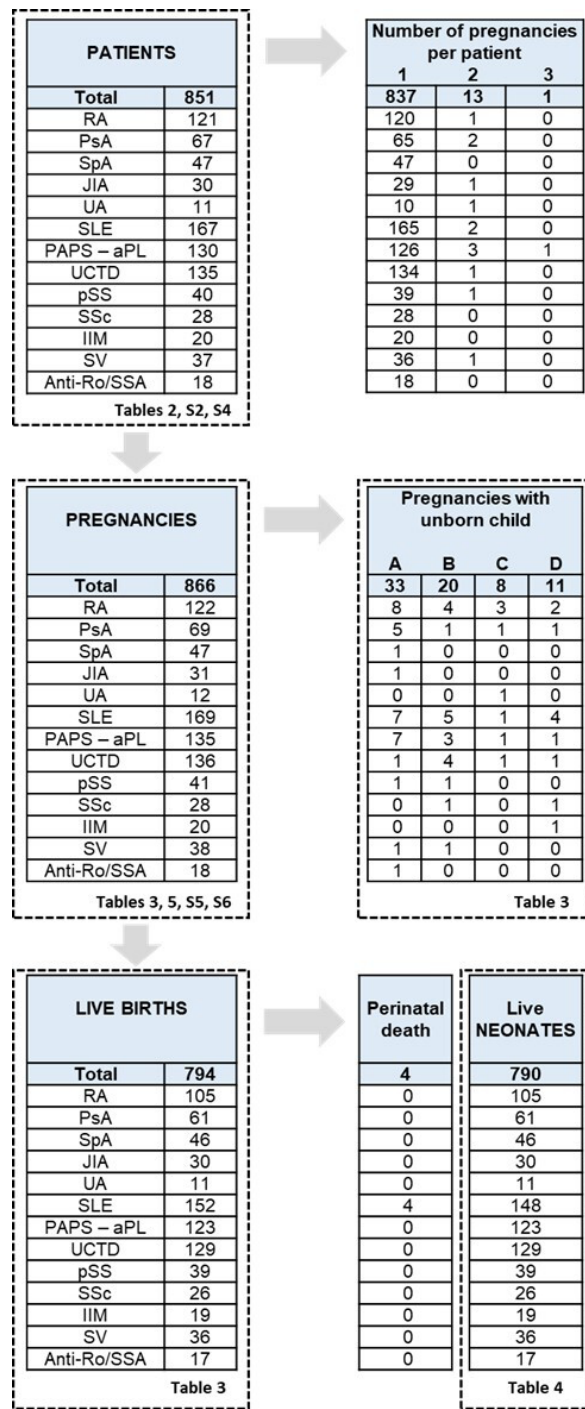 PATIENTS
Total 851
RA 121
PsA 67
SpA 47
JIA 30
UA 11
SLE 167
PAPS – aPL 130
UCTD 135
pSS 40
SSc 28
IIM 20
SV 37
Anti-Ro/SSA 18
Tables 2, S2, S4
Number of pregnancies
per patient
1 2 3
837 13 1
120 1 0
65 2 0
47 0 0
29 1 0
10 1 0
165 2 0
126 3 1
134 1 0
39 1 0
28 0 0
20 0 0
36 1 0
18 0 0
PREGNANCIES
Total 866
RA 122
PsA 69
SpA 47
JIA 31
UA 12
SLE 169
PAPS – aPL 135
UCTD 136
pSS 41
SSc 28
IIM 20
SV 38
Anti-Ro/SSA 18
Tables 3, 5, S5, S6
Pregnancies with
unborn child
A B C D
33 20 8 11
8 4 3 2
5 1 1 1
1 0 0 0
1 0 0 0
0 0 1 0
7 5 1 4
7 3 1 1
1 4 1 1
1 1 0 0
0 1 0 1
0 0 0 1
1 1 0 0
1 0 0 0
Table 3
LIVE BIRTHS
Total 794
RA 105
PsA 61
SpA 46
JIA 30
UA 11
SLE 152
PAPS – aPL 123
UCTD 129
pSS 39
SSc 26
IIM 19
SV 36
Anti-Ro/SSA 17
Table 3
Perinatal
death
4
0
0
0
0
0
4
0
0
0
0
0
0
0
Live
NEONATES
790
105
61
46
30
11
148
123
129
39
26
19
36
17
Table 4